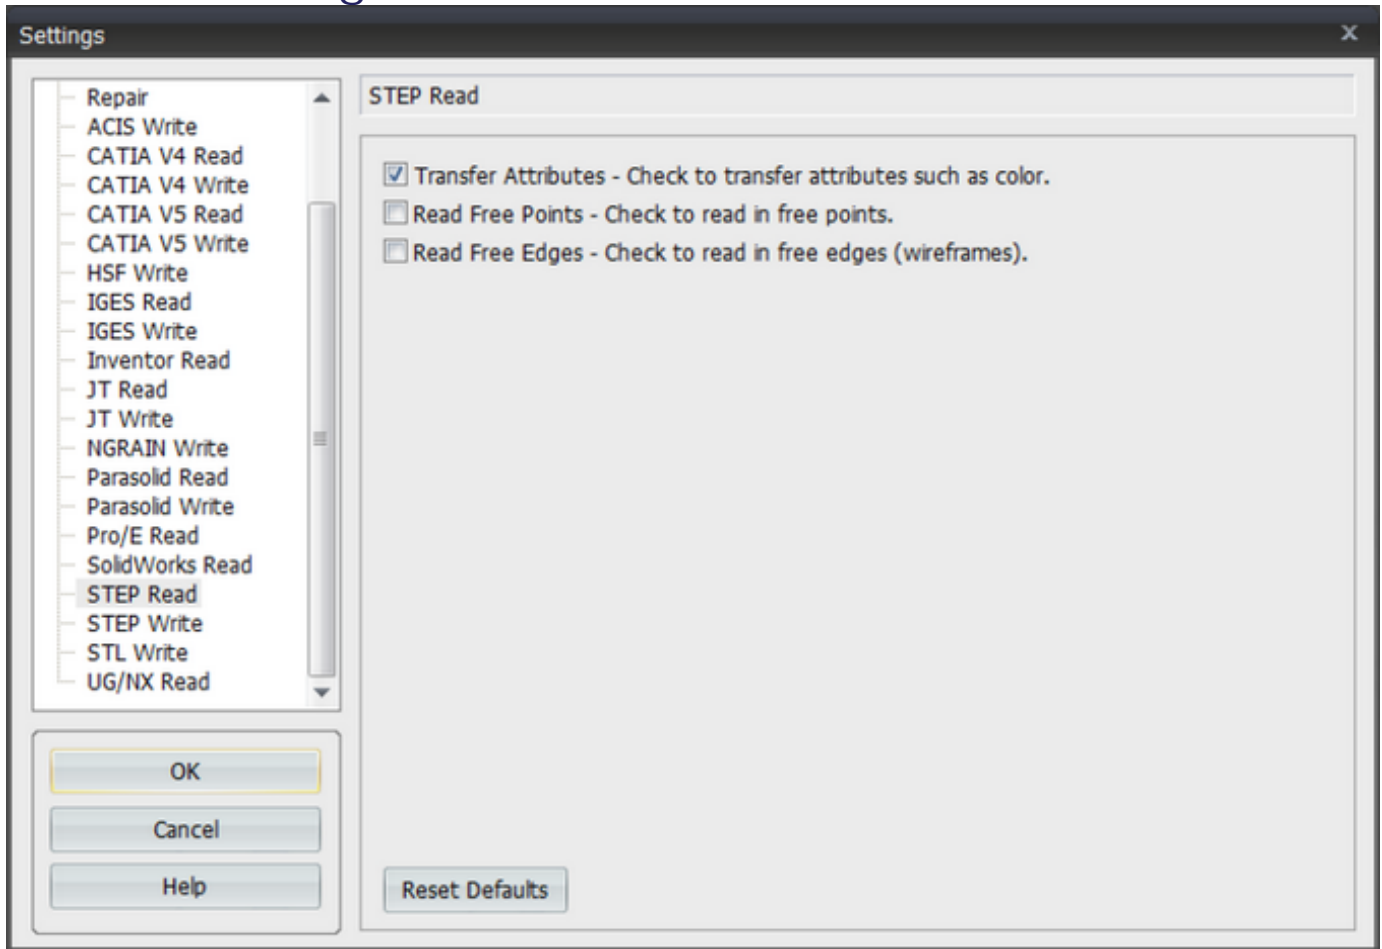 Settings
x
Repair
ACIS Write
CATIA V4 Read
CATIA V4 Write
CATIA V5 Read
CATIA V5 Write
HSF Write
IGES Read
IGES Write
Inventor Read
JT Read
JT Write
NGRAIN Write
Parasolid Read
Parasolid Write
Pro/E Read
SolidWorks Read
STEP Read
STEP Write
STL Write
UG/NX Read
OK
Cancel
Help
STEP Read
Transfer Attributes - Check to transfer attributes such as color.
Read Free Points - Check to read in free points.
Read Free Edges - Check to read in free edges (wireframes).
Reset Defaults